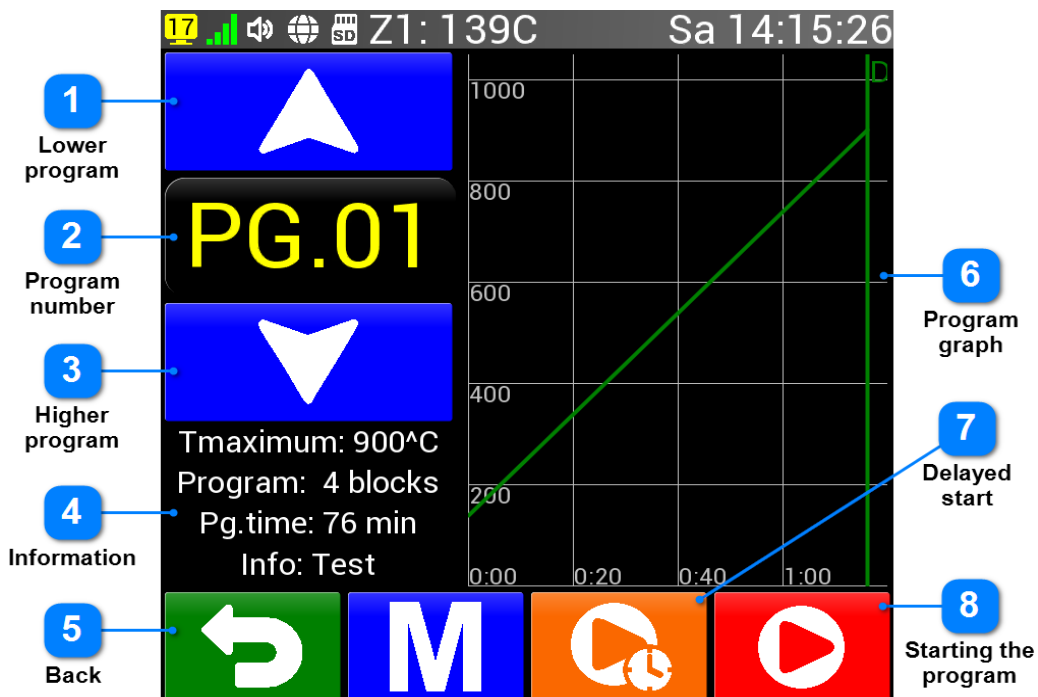 17 SD Z1: 139C Sa 14:15:26
1
Lower
program
2
Program
number
3
Higher
program
4
Information
5
Back
PG.01
Tmaximum: 900^C
Program: 4 blocks
Pg.time: 76 min
Info: Test
M
D
1000
800
600
400
200
0:00 0:20 0:40 1:00
6
Program
graph
7
Delayed
start
8
Starting the
program